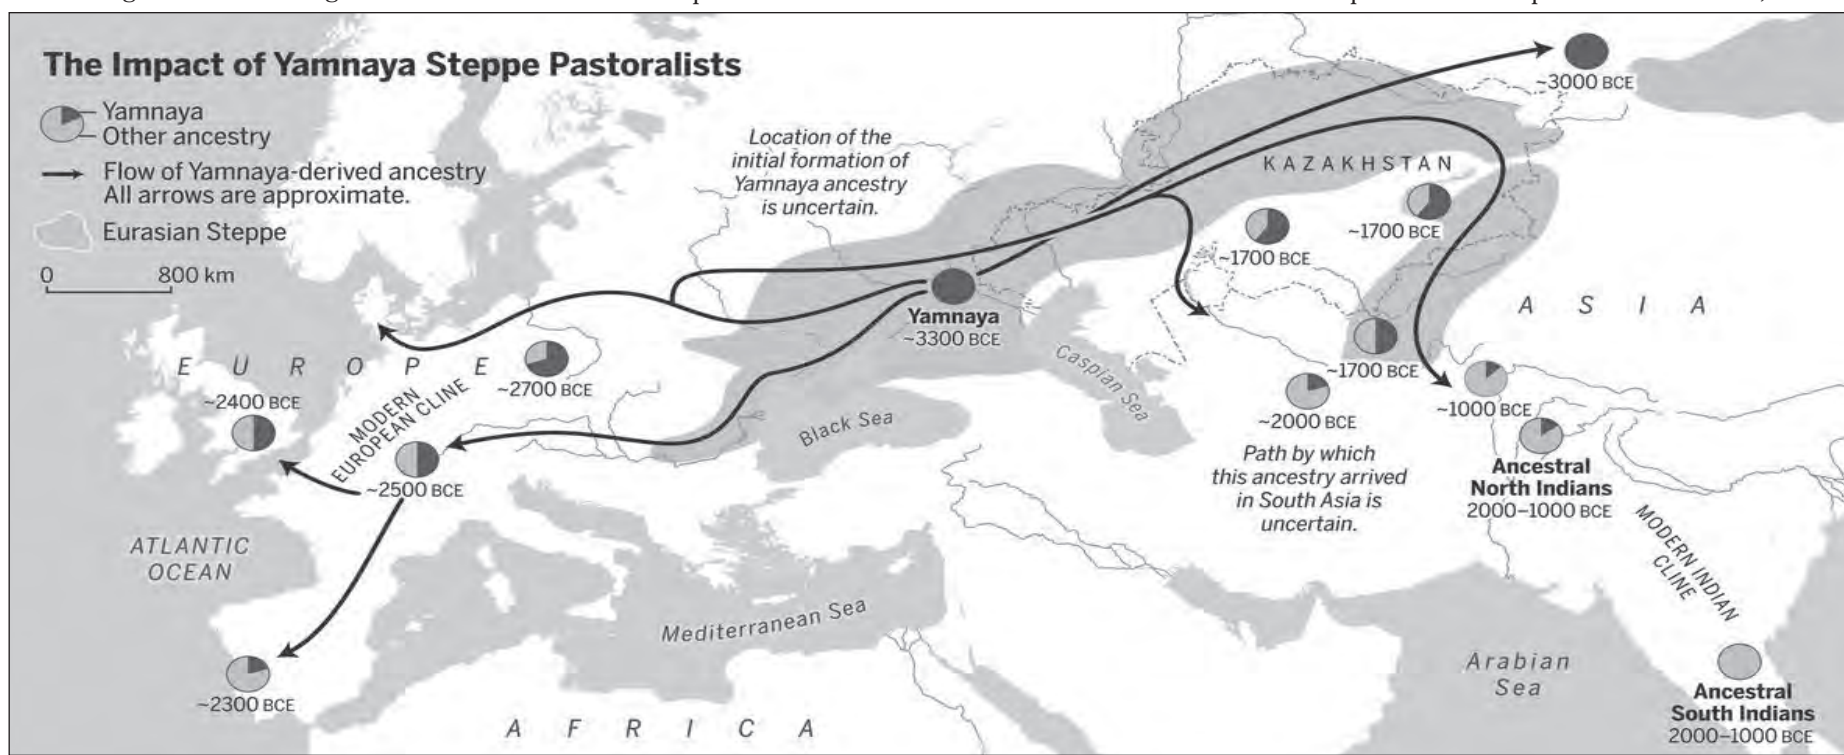 The Impact of Yamnaya Steppe Pastoralists
Yamnaya
Other ancestry
Flow of Yamnaya-derived ancestry
All arrows are approximate.
Eurasian Steppe
0 800 km
Location of the
initial formation of
Yamnaya ancestry
is uncertain.
~3000 BCE
KAZAKHSTAN
~1700 BCE
~1700 BCE
ASIA
Yamnaya
~3300 BCE
Caspian Sea
~1700 BCE
EUROPE
~2700 BCE
~2400 BCE
MODERN
EUROPEAN CLINE
~2500 BCE
Black Sea
~2000 BCE
~1000 BCE
Path by which
this ancestry arrived
in South Asia is
uncertain.
Ancestral
North Indians
2000–1000 BCE
MODERN INDIAN
CLINE
ATLANTIC
OCEAN
Mediterranean Sea
~2300 BCE
AFRICA
Arabian
Sea
Ancestral
South Indians
2000–1000 BCE